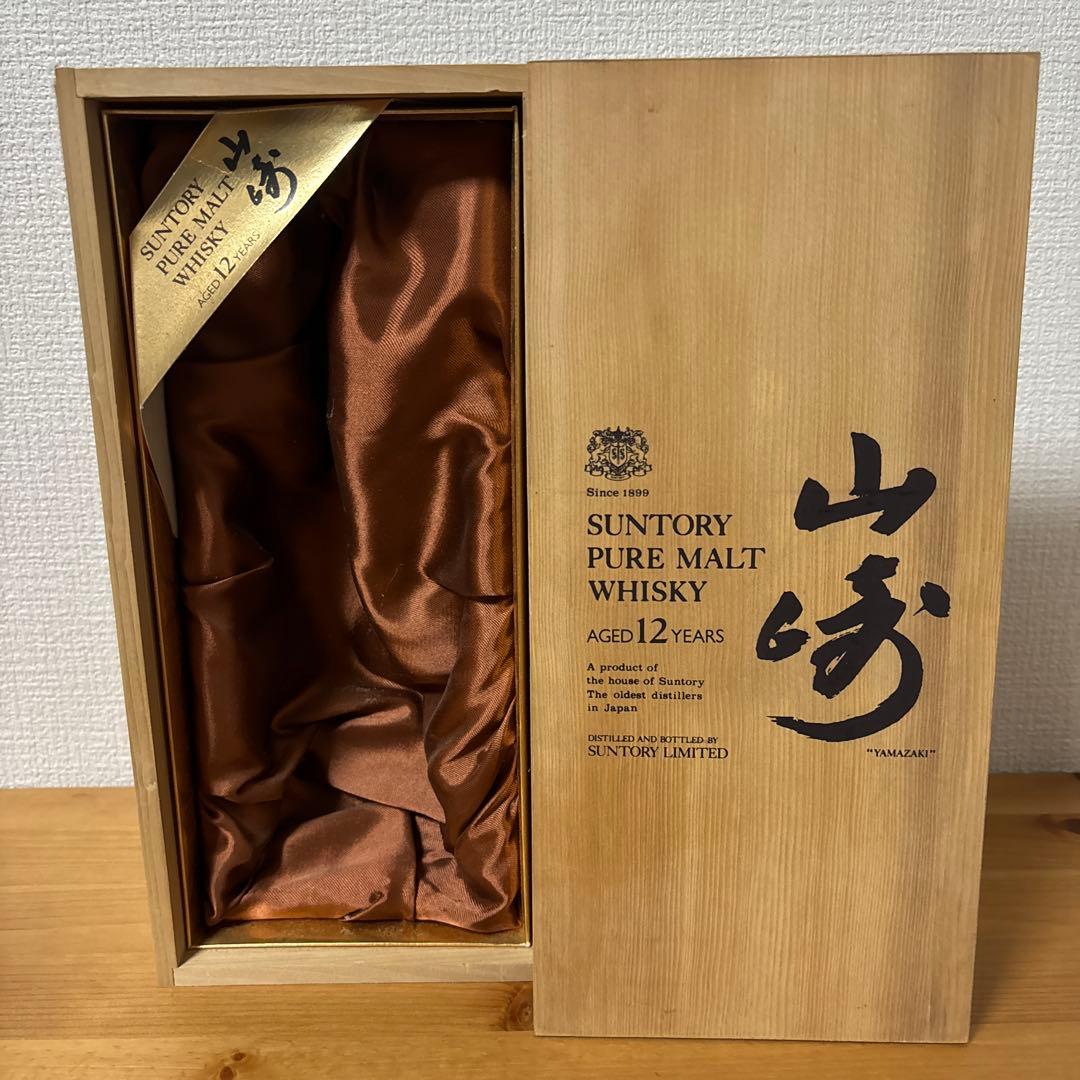 山崎
SUNTORY
PURE MALT
WHISKY
AGED 12 YEARS
SS
Since 1899
SUNTORY
PURE MALT
WHISKY
AGED 12 YEARS
A product of
the house of Suntory
The oldest distillers
in Japan
DISTILLED AND BOTTLED BY
SUNTORY LIMITED
山崎
"YAMAZAKI"